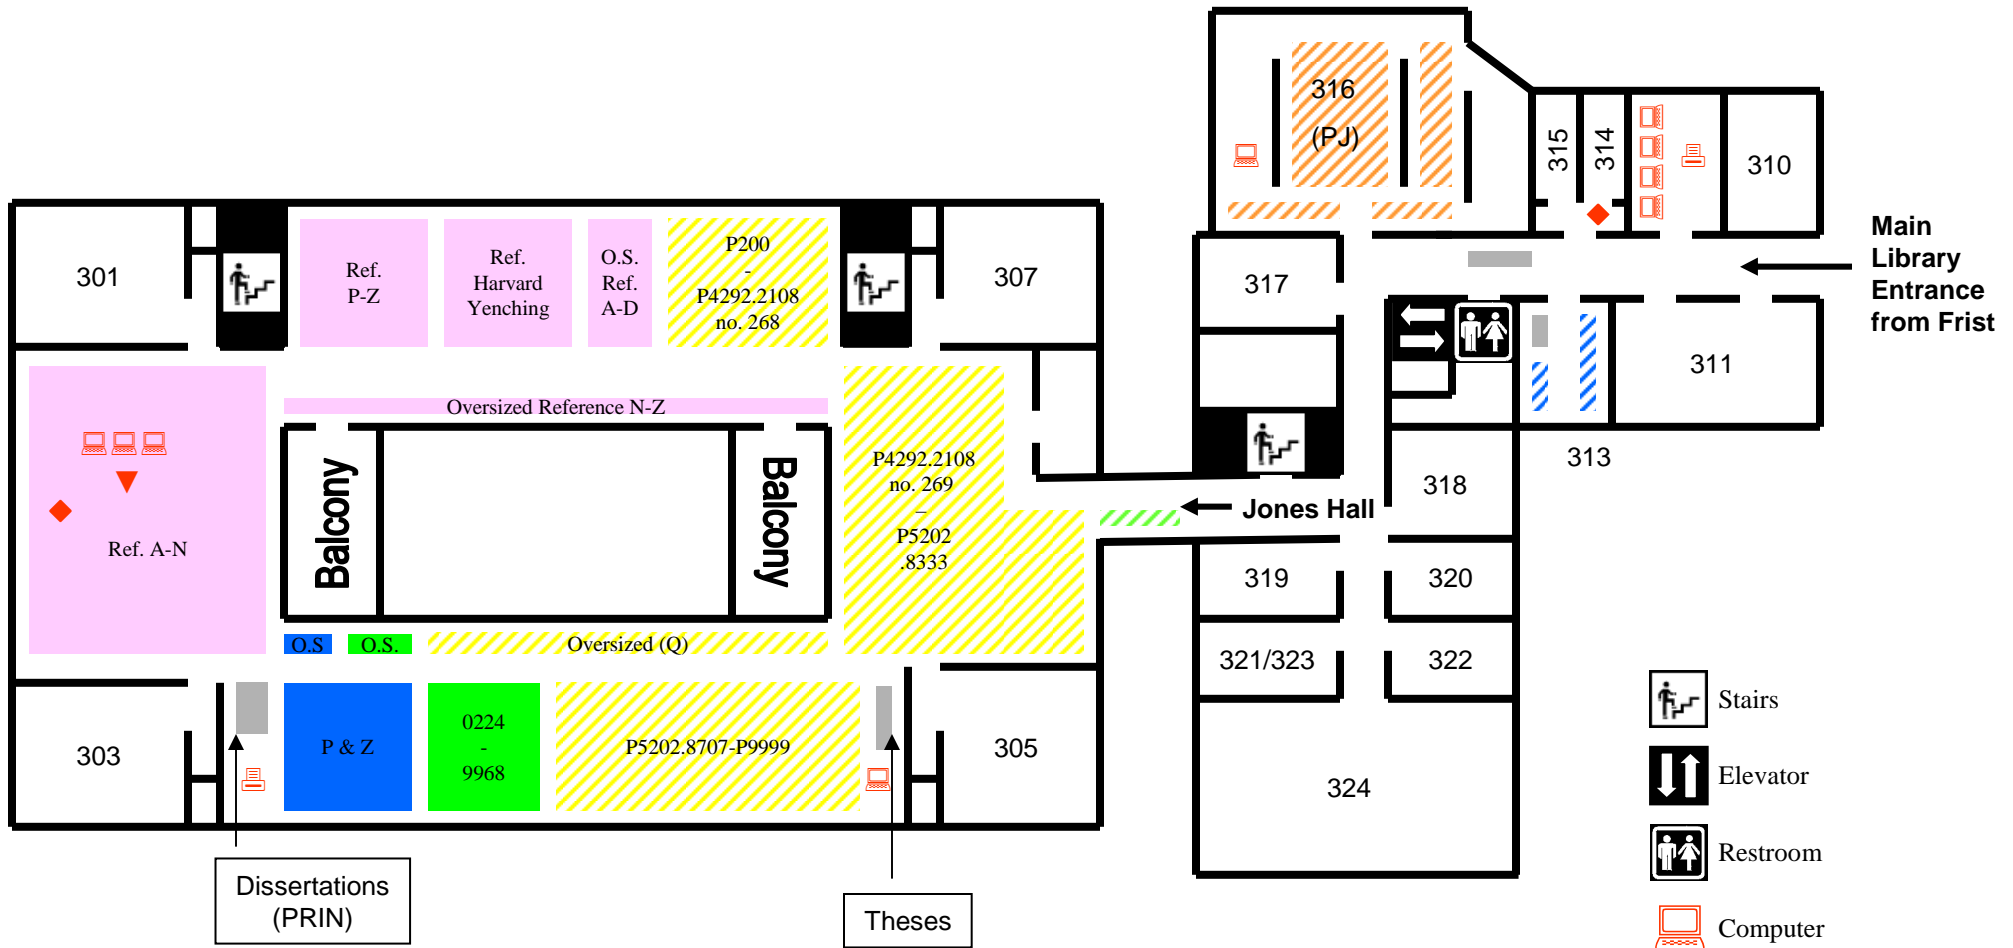 316
(PJ)
315
314
310
Main
Library
Entrance
from Frist
301
Ref.
P-Z
Ref.
Harvard
Yenching
O.S.
Ref.
A-D
P200
-
P4292.2108
no. 268
307
317
311
Oversized Reference N-Z
Balcony
Balcony
P4292.2108
no. 269
–
P5202
.8333
313
318
Jones Hall
Ref. A-N
319
320
O.S
O.S.
Oversized (Q)
321/323
322
303
P & Z
0224
-
9968
P5202.8707-P9999
305
324
Stairs
Elevator
Restroom
Computer
Dissertations
(PRIN)
Theses